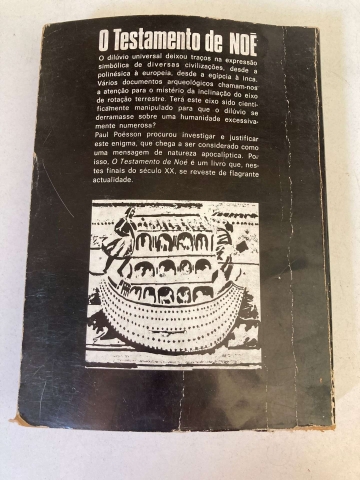 O Testamento de NOÉ
O dilúvio universal deixou traços na expressão
simbólica de diversas civilizações, desde a
polinésica à europeia, desde a egípcia à Inca.
Vários documentos arqueológicos chamam-nos
a atenção para o mistério da inclinação do eixo
de rotação terrestre. Terá este eixo sido cienti-
ficamente manipulado para que o dilúvio se
derramasse sobre uma humanidade excessiva-
mente numerosa?
Paul Poësson procurou investigar e justificar
este enigma, que chega a ser considerado como
uma mensagem de natureza apocalíptica. Por
isso, O Testamento de Noé é um livro que, nes-
tes finais do século XX, se reveste de flagrante
actualidade.